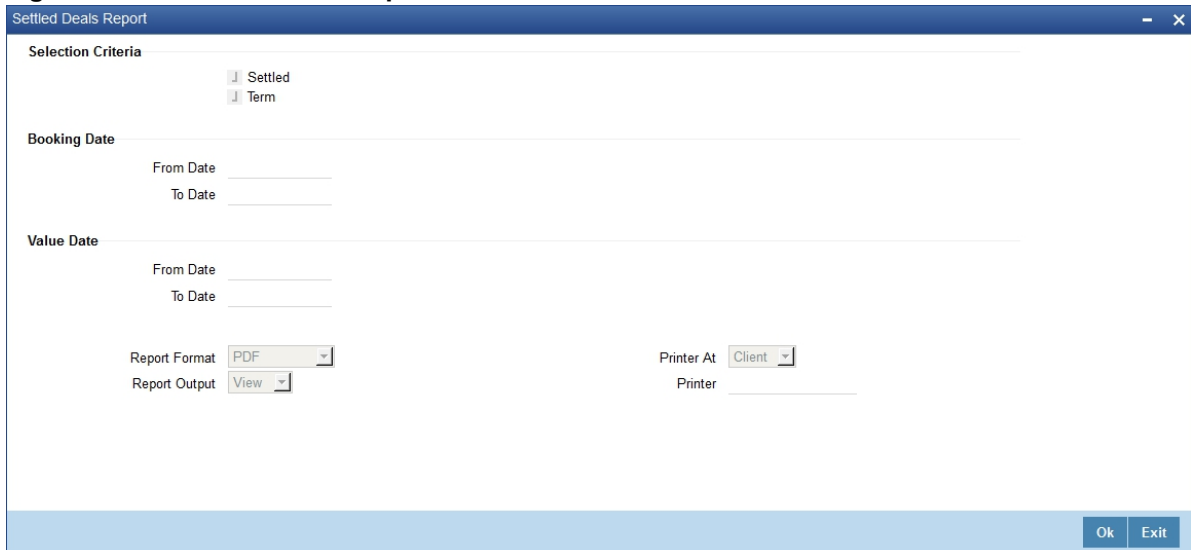 Settled Deals Report
Selection Criteria
Settled
Term
Booking Date
From Date
To Date
Value Date
From Date
To Date
Report Format PDF Printer At Client
Report Output View Printer
Ok Exit